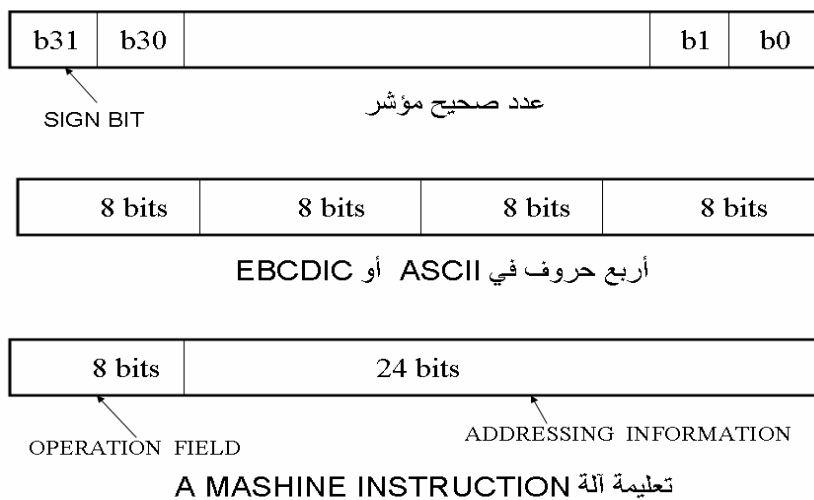 b31 b30 b1 b0
SIGN BIT
عدد صحيح مؤشر
8 bits 8 bits 8 bits 8 bits
أربع حروف في ASCII أو EBCDIC
8 bits 24 bits
OPERATION FIELD
ADDRESSING INFORMATION
تعليمة آلة A MASHINE INSTRUCTION